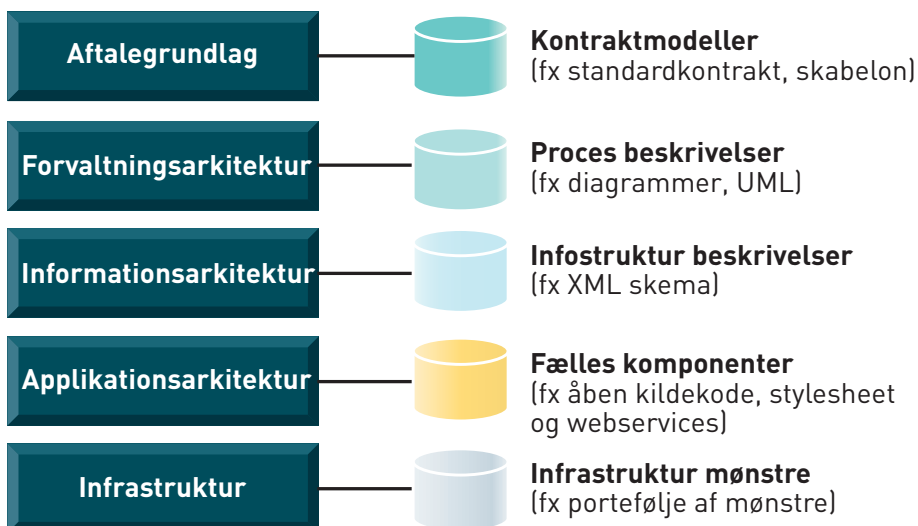 Aftalegrundlag
Kontraktmodeller
(fx standardkontrakt, skabelon)
Forvaltningsarkitektur
Proces beskrivelser
(fx diagrammer, UML)
Informationsarkitektur
Infostruktur beskrivelser
(fx XML skema)
Applikationsarkitektur
Fælles komponenter
(fx åben kildekode, stylesheet
og webservices)
Infrastruktur
Infrastruktur mønstre
(fx portefølje af mønstre)